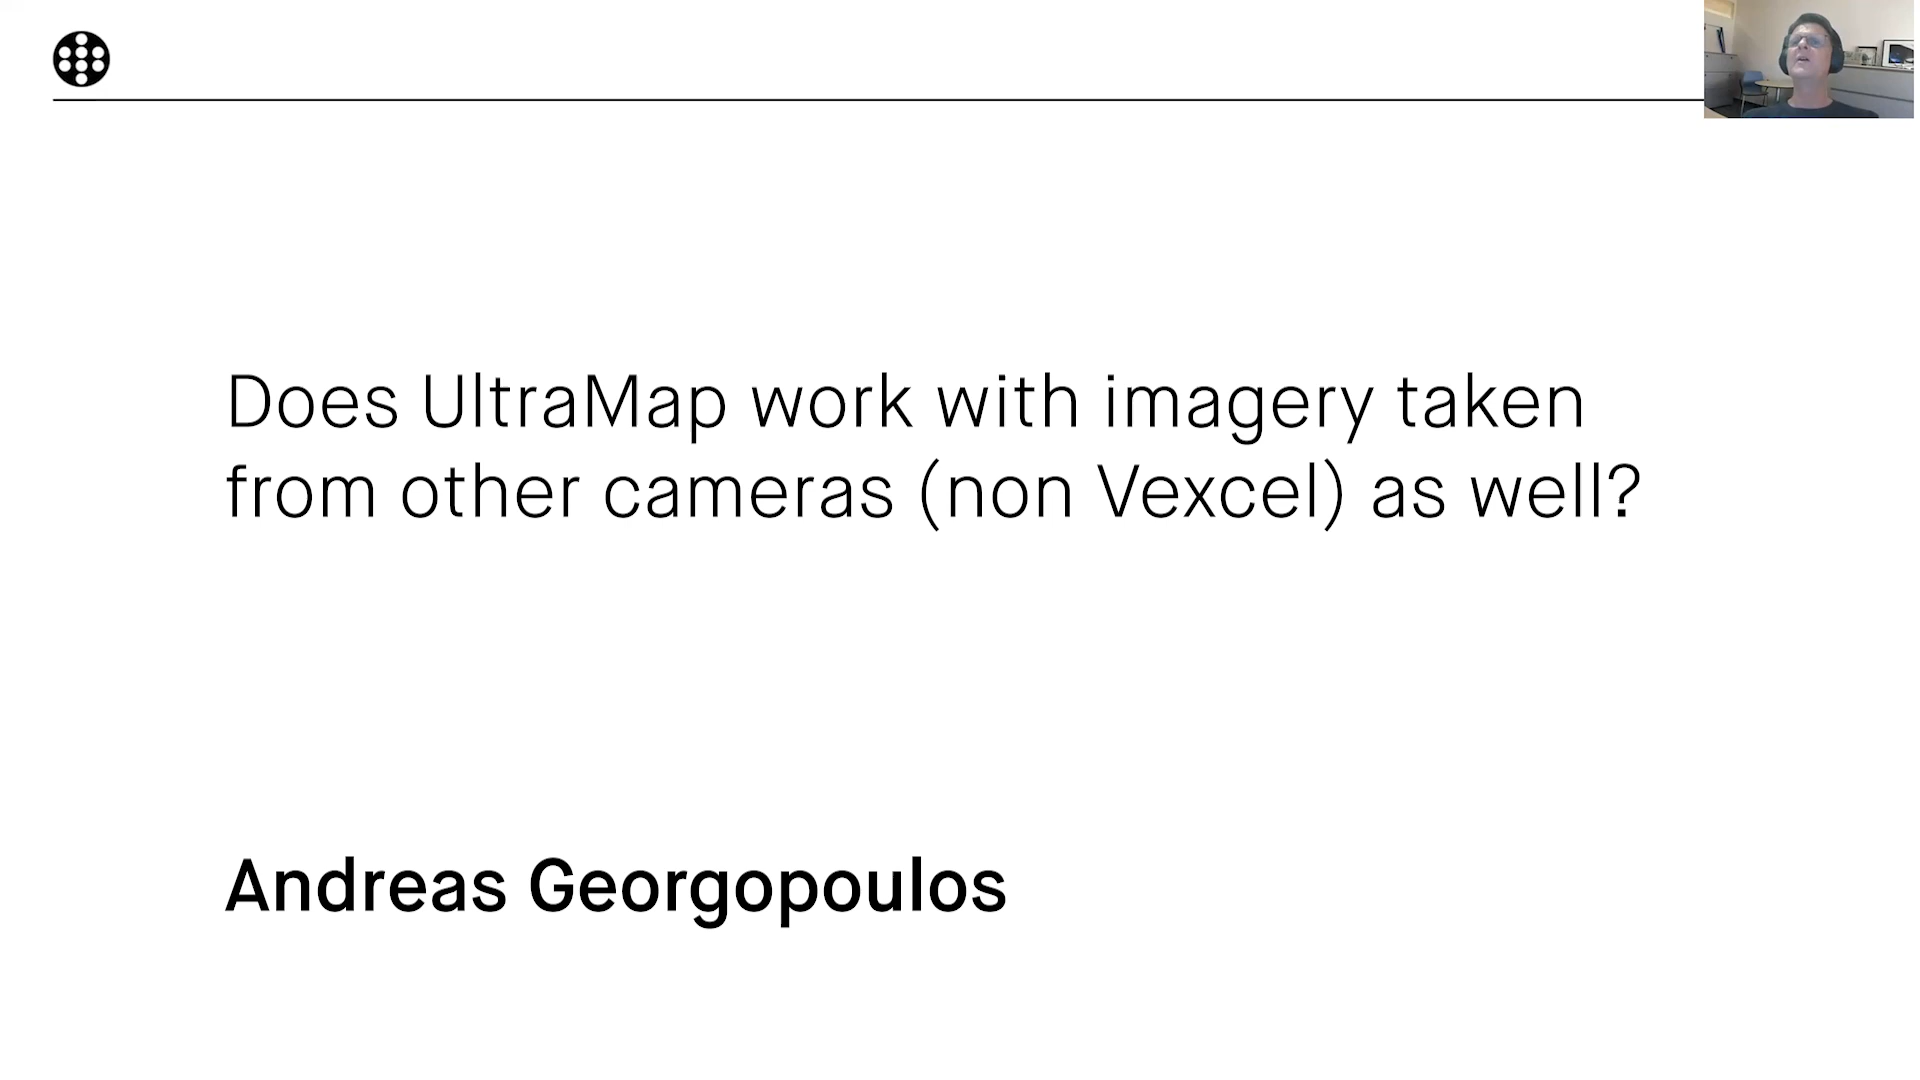 Does UltraMap work with imagery taken
from other cameras (non Vexcel) as well?
Andreas Georgopoulos